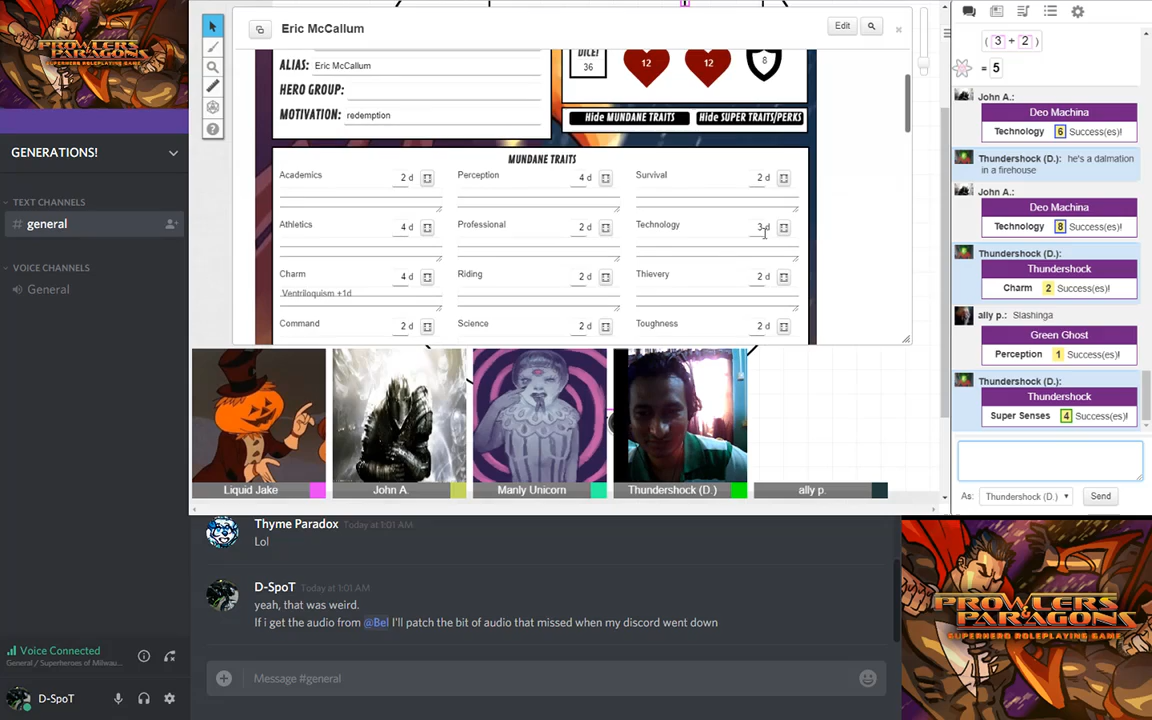 PROWLERS
& PARAGONS
SUPERHERO ROLEPLAYING GAME
GENERATIONS!
TEXT CHANNELS
# general
VOICE CHANNELS
General
Voice Connected
General / Superheroes of Milwau...
D-SpoT
Eric McCallum
Edit
ALIAS: Eric McCallum
HERO GROUP:
MOTIVATION: redemption
DICE!
36
12
12
8
Hide MUNDANE TRAITS
Hide SUPER TRAITS/PERKS
MUNDANE TRAITS
Academics 2 d
Perception 4 d
Survival 2 d
Athletics 4 d
Professional 2 d
Technology 3 d
Charm 4 d
Riding 2 d
Thievery 2 d
Ventriloquism +1d
Command 2 d
Science 2 d
Toughness 2 d
Liquid Jake
John A.
Manly Unicorn
Thundershock (D.)
ally p.
( 3 + 2 )
= 5
John A.:
Deo Machina
Technology 6 Success(es)!
Thundershock (D.): he's a dalmation
in a firehouse
John A.:
Deo Machina
Technology 8 Success(es)!
Thundershock (D.):
Thundershock
Charm 2 Success(es)!
ally p.: Slashinga
Green Ghost
Perception 1 Success(es)!
Thundershock (D.):
Thundershock
Super Senses 4 Success(es)!
As: Thundershock (D.)
Send
Thyme Paradox Today at 1:01 AM
Lol
D-SpoT Today at 1:01 AM
yeah, that was weird.
If i get the audio from @Bel I'll patch the bit of audio that missed when my discord went down
Message #general
PROWLERS
& PARAGONS
SUPERHERO ROLEPLAYING GAME